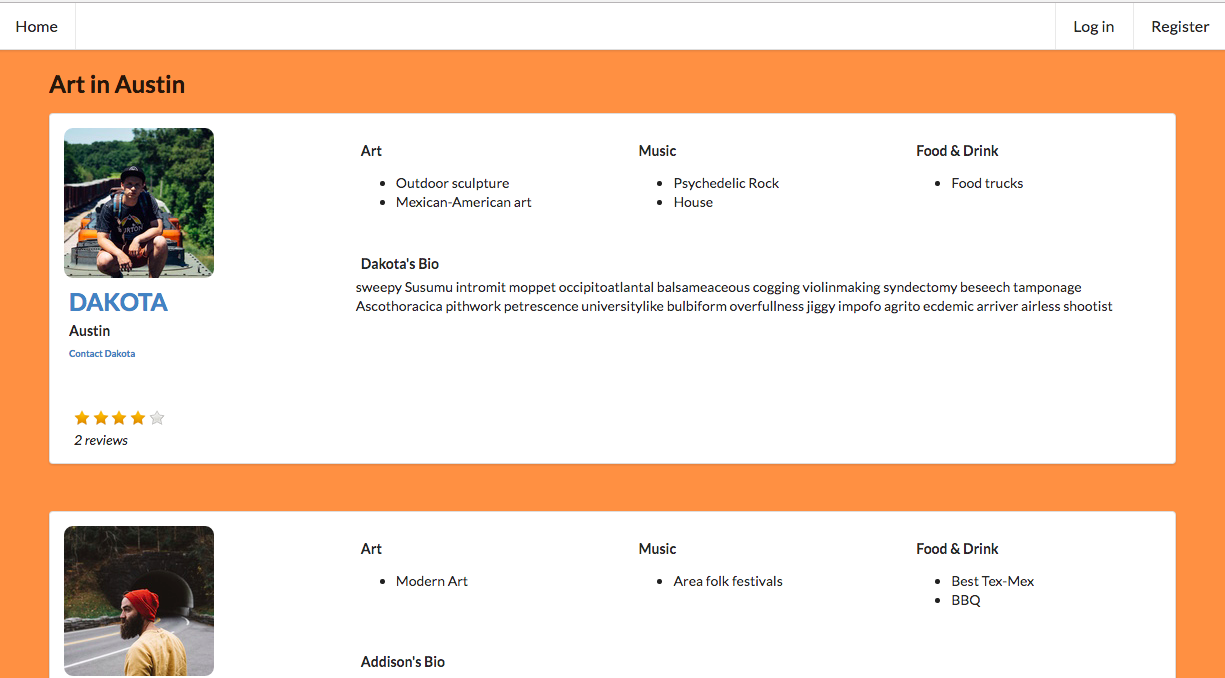 Home
Log in
Register
Art in Austin
Art
Outdoor sculpture
Mexican-American art
Music
Psychedelic Rock
House
Food & Drink
Food trucks
Dakota's Bio
sweepy Susumu intromit moppet occipitoatlantal balsameaceous cogging violinmaking syndectomy beseech tamponage
Ascothoracica pithwork petrescence universitylike bulbiform overfullness jiggy impofo agrito ecdemic arriver airless shootist
DAKOTA
Austin
Contact Dakota
2 reviews
Art
Modern Art
Music
Area folk festivals
Food & Drink
Best Tex-Mex
BBQ
Addison's Bio